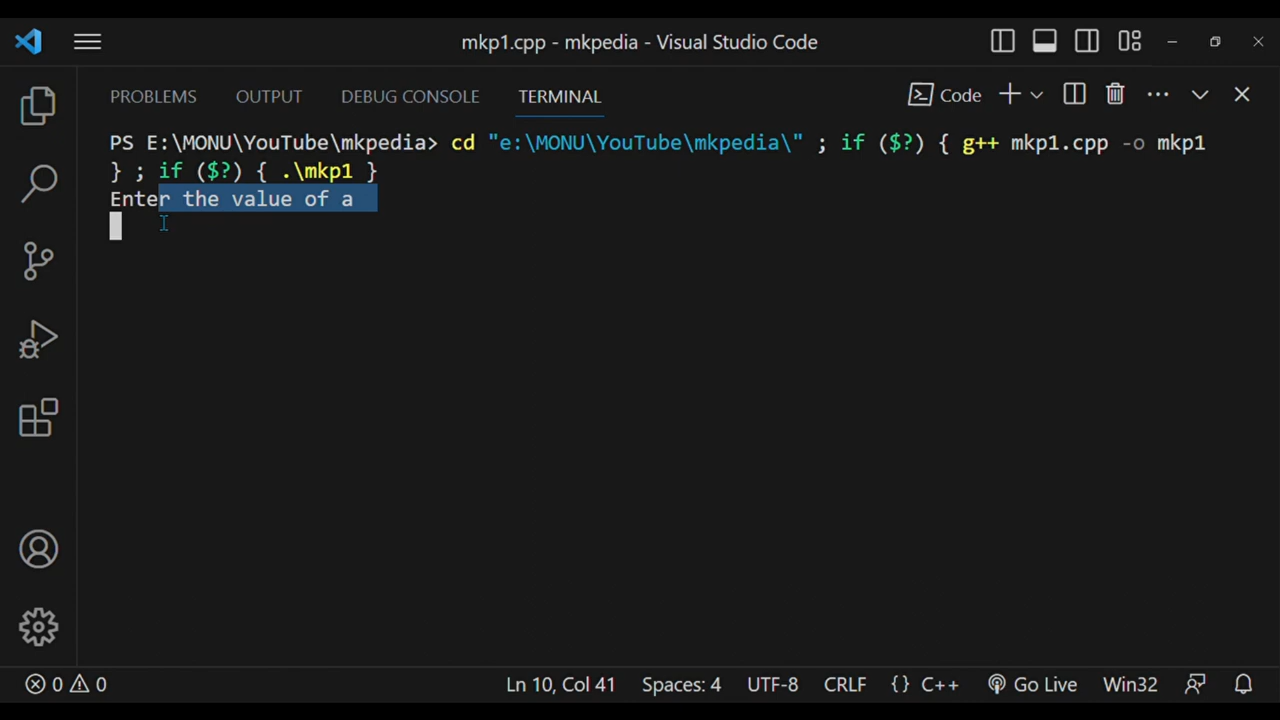 mkp1.cpp - mkpedia - Visual Studio Code
PROBLEMS OUTPUT DEBUG CONSOLE TERMINAL Code
PS E:\MONU\YouTube\mkpedia> cd "e:\MONU\YouTube\mkpedia\" ; if ($?) { g++ mkp1.cpp -o mkp1
} ; if ($?) { .\mkp1 }
Enter the value of a
0 0 Ln 10, Col 41 Spaces: 4 UTF-8 CRLF {} C++ Go Live Win32